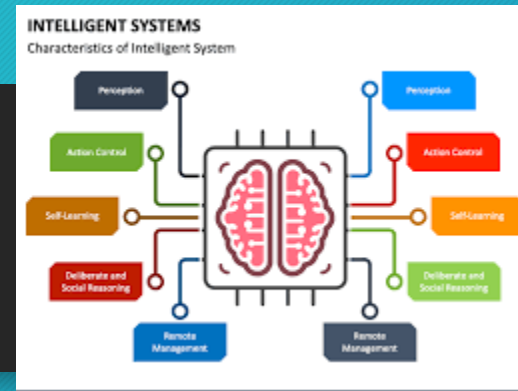 INTELLIGENT SYSTEMS
Characteristics of Intelligent System
Perception
Perception
Action Control
Action Control
Self-Learning
Self-Learning
Deliberate and
Social Reasoning
Deliberate and
Social Reasoning
Remote
Management
Remote
Management